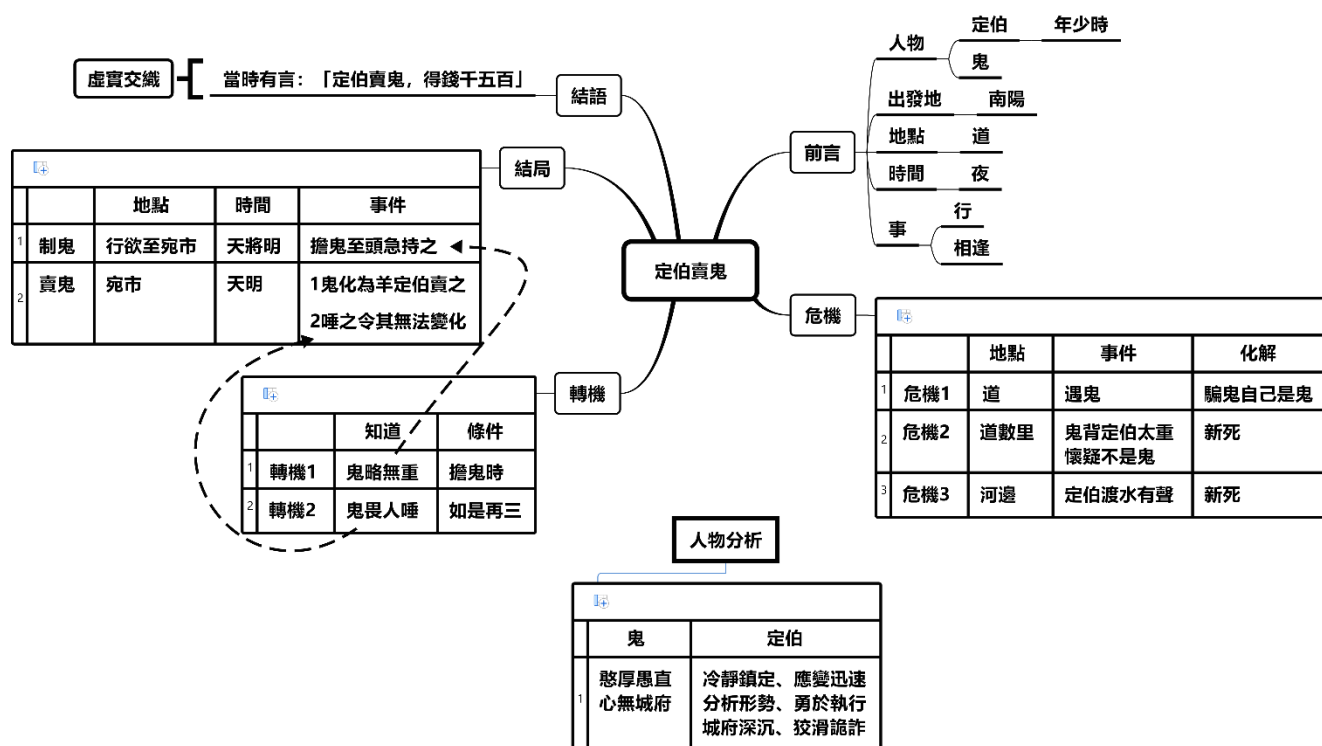 定伯賣鬼
前言
人物
定伯
年少時
鬼
出發地
南陽
地點
道
時間
夜
事
行
相逢
危機
地點 事件 化解
1 危機1 道 遇鬼 騙鬼自己是鬼
2 危機2 道數里 鬼背定伯太重 新死
懷疑不是鬼
3 危機3 河邊 定伯渡水有聲 新死
轉機
知道 條件
1 轉機1 鬼略無重 擔鬼時
2 轉機2 鬼畏人唾 如是再三
結局
地點 時間 事件
1 制鬼 行欲至宛市 天將明 擔鬼至頭急持之
2 賣鬼 宛市 天明 1鬼化為羊定伯賣之
2唾之令其無法變化
結語
當時有言：「定伯賣鬼，得錢千五百」
虛實交織
人物分析
鬼 定伯
1 憨厚愚直 冷靜鎮定、應變迅速
心無城府 分析形勢、勇於執行
城府深沉、狡滑詭詐